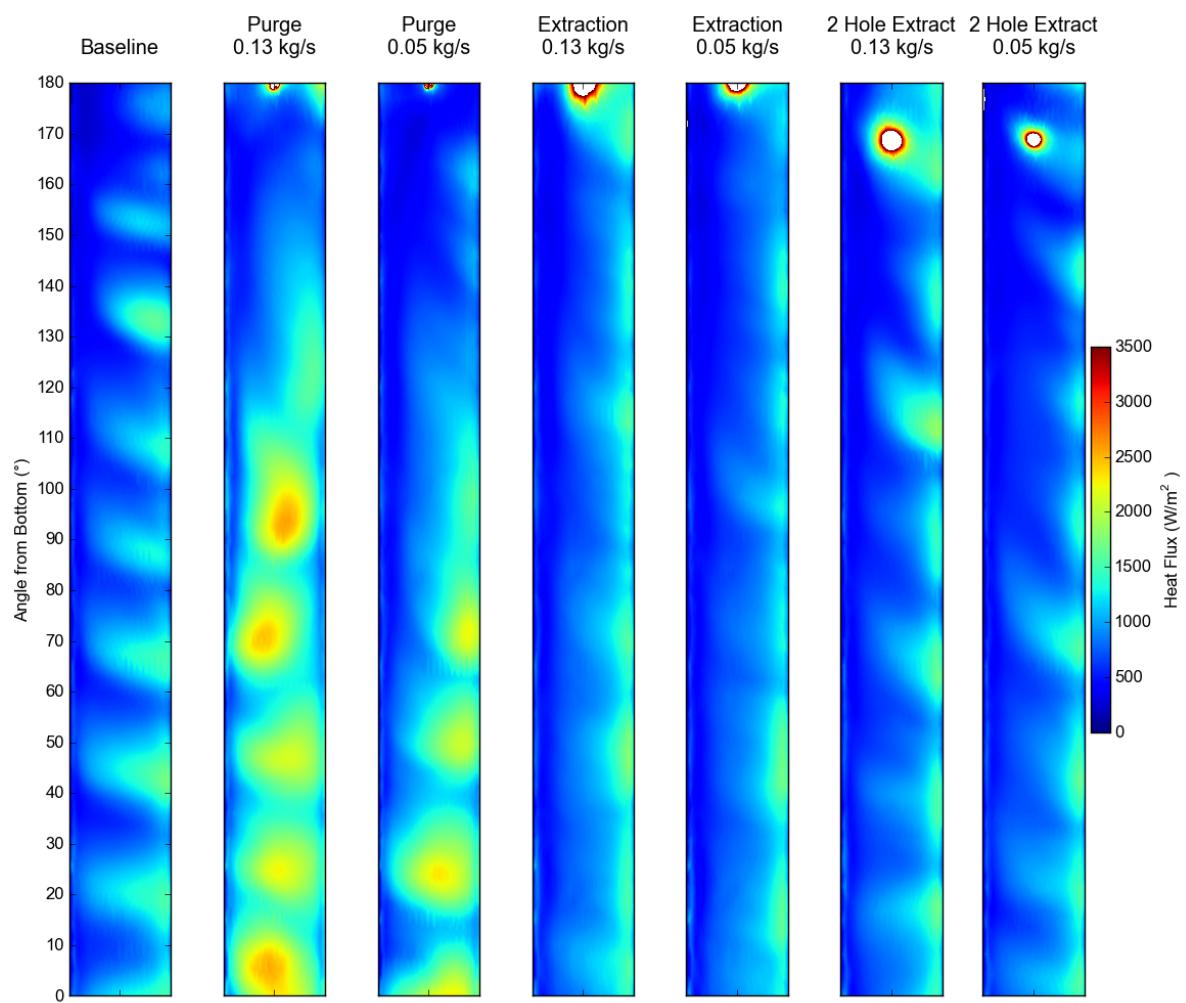 Baseline
Purge
0.13 kg/s
Purge
0.05 kg/s
Extraction
0.13 kg/s
Extraction
0.05 kg/s
2 Hole Extract
0.13 kg/s
2 Hole Extract
0.05 kg/s
Angle from Bottom (°)
180
170
160
150
140
130
120
110
100
90
80
70
60
50
40
30
20
10
0
3500
3000
2500
2000
1500
1000
500
0
Heat Flux (W/m² )